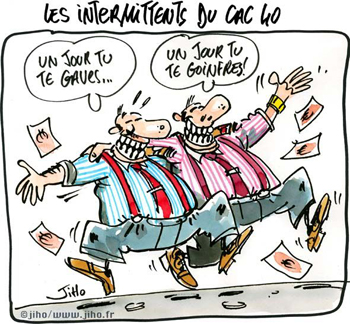 LES INTERMITTENTS DU CAC 40
UN JOUR TU
TE GAVES...
UN JOUR TU
TE GOINFRES!
€
€
€
€
€
Jiho
©jiho/www.jiho.fr